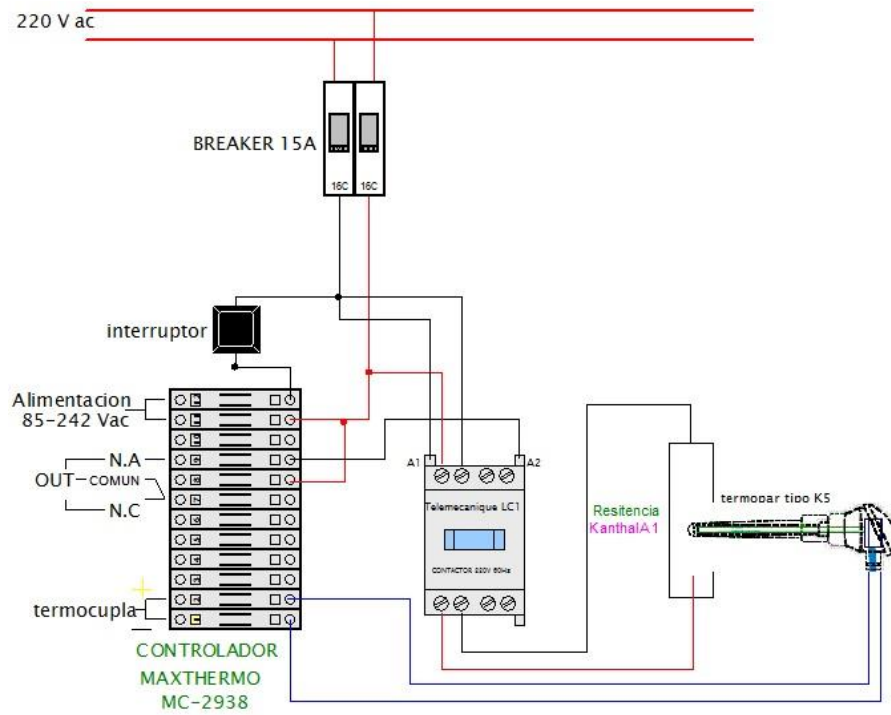 220 V ac
BREAKER 15A
16C 16C
interruptor
Alimentacion
85-242 Vac
N.A
OUT
COMUN
N.C
A1
A2
Telemecanique LC1
CONTACTOR 220V 60Hz
Resitencia
KanthalA1
termopar tipo K5
+
termocupla
—
CONTROLADOR
MAXTHERMO
MC-2938